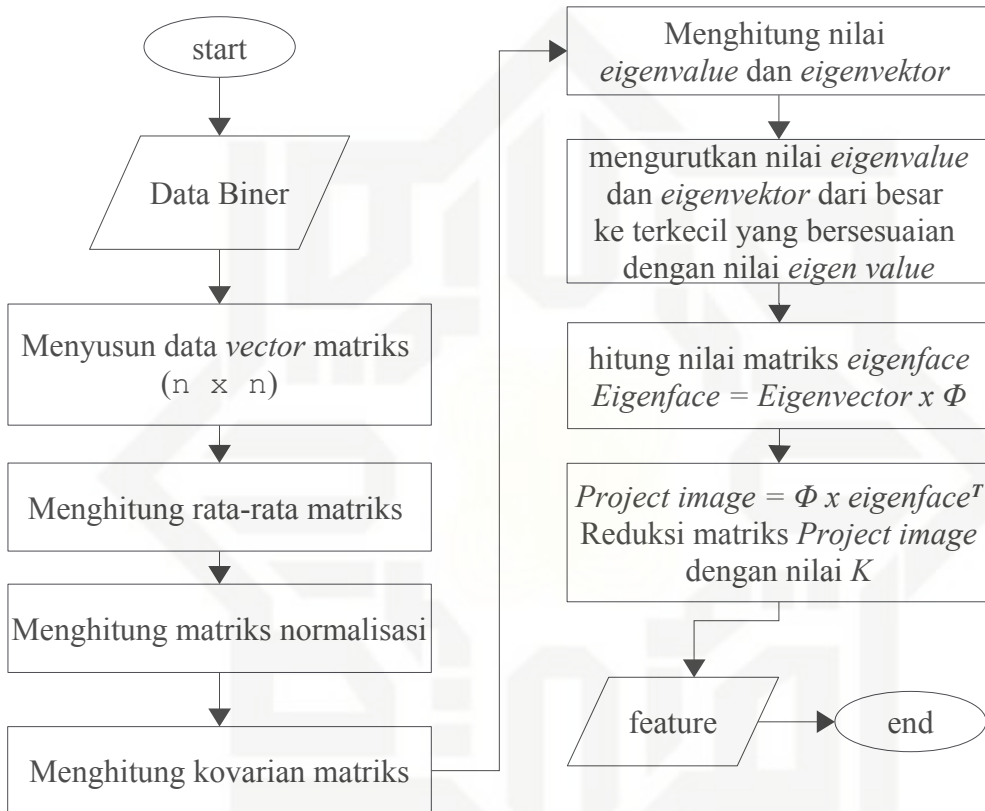 start
Data Biner
Menyusun data vector matriks
(n x n)
Menghitung rata-rata matriks
Menghitung matriks normalisasi
Menghitung kovarian matriks
Menghitung nilai
eigenvalue dan eigenvektor
mengurutkan nilai eigenvalue
dan eigenvektor dari besar
ke terkecil yang bersesuaian
dengan nilai eigen value
hitung nilai matriks eigenface
Eigenface = Eigenvector x Φ
Project image = Φ x eigenfaceᵀ
Reduksi matriks Project image
dengan nilai K
feature
end